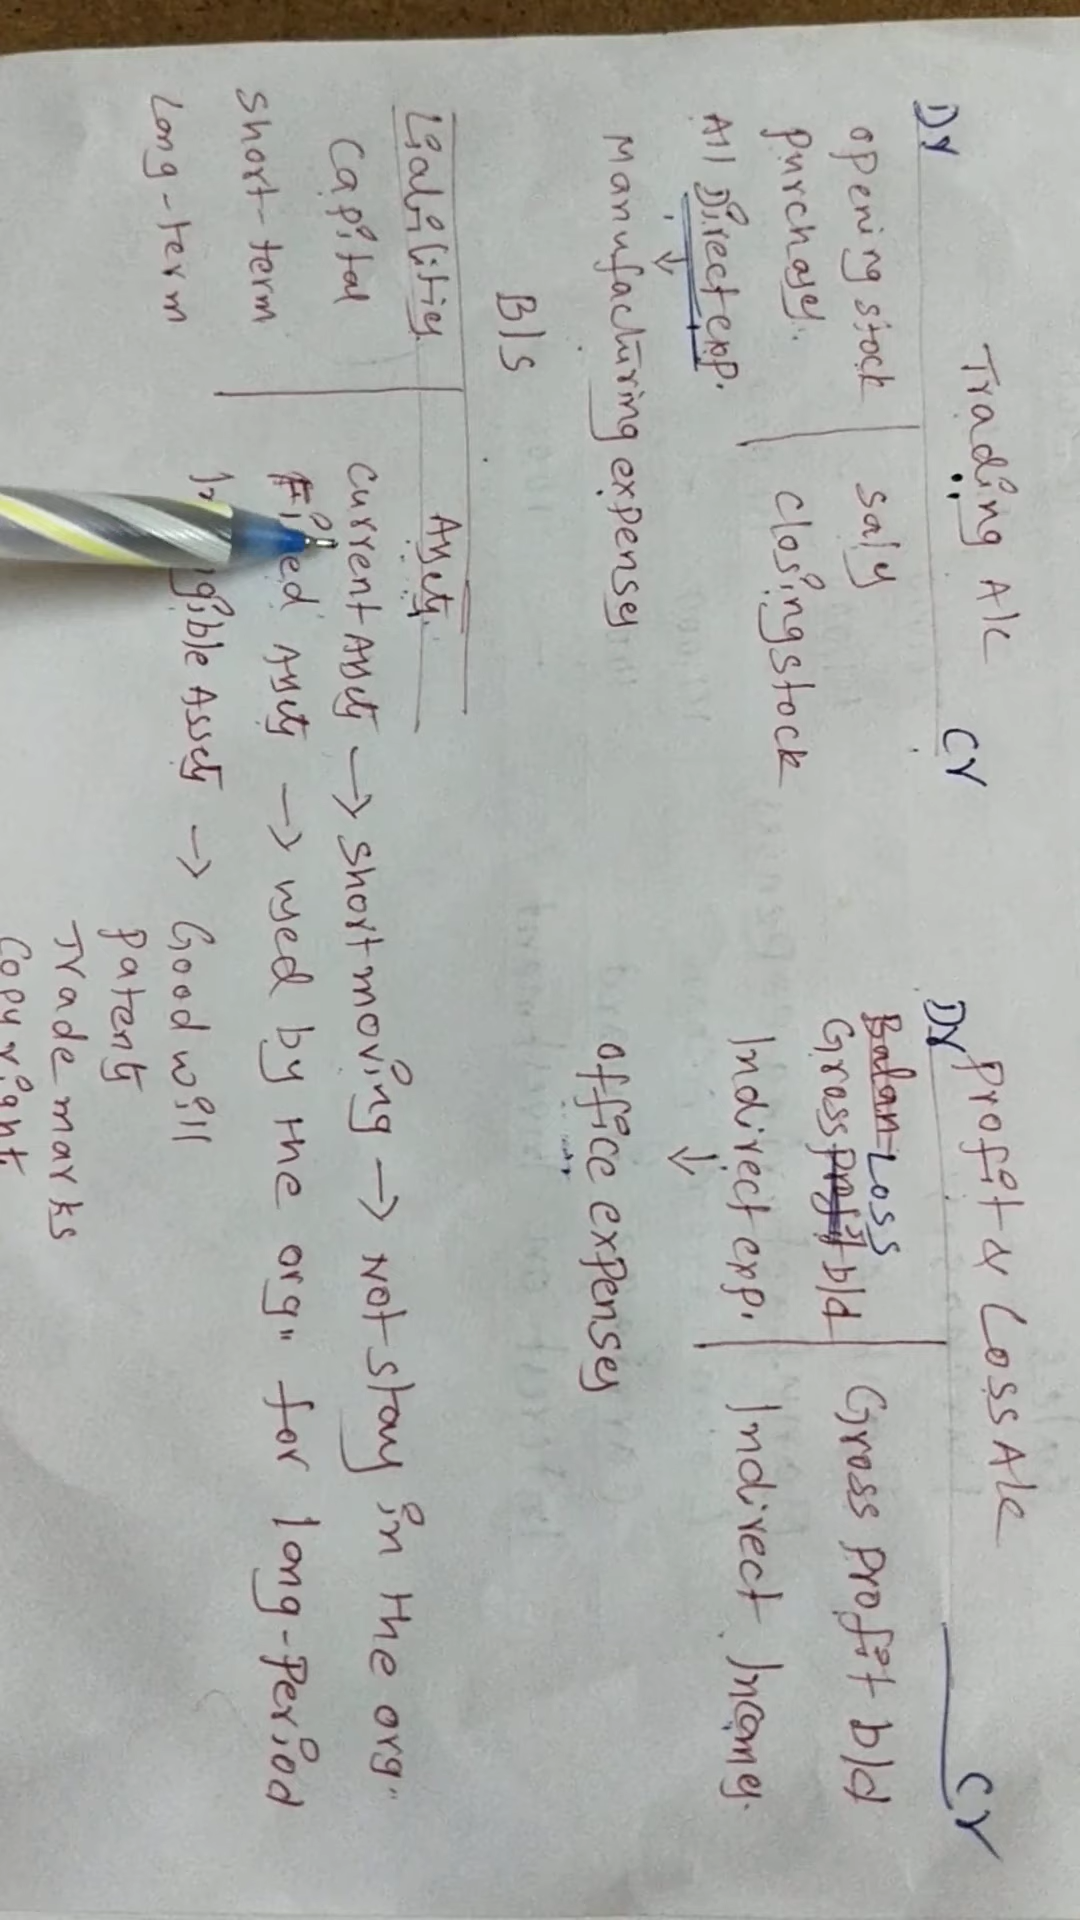 Trading A/c
Dr Cr
opening stock sales
purchases. closing stock
All Direct exp.
↓
Manufacturing expenses
Profit & Loss A/c
Dr Cr
Loss Gross Profit b/d
Gross b/d
Indirect exp. Indirect Incomes.
↓
office expenses
B/S
Liabilities Assets.
Capital Current Assets → short moving → Not stay in the org.
Short-term Fixed Assets → used by the org" for long-Period
Long-term Assets → Good will
Patents
Trade marks
Copyright